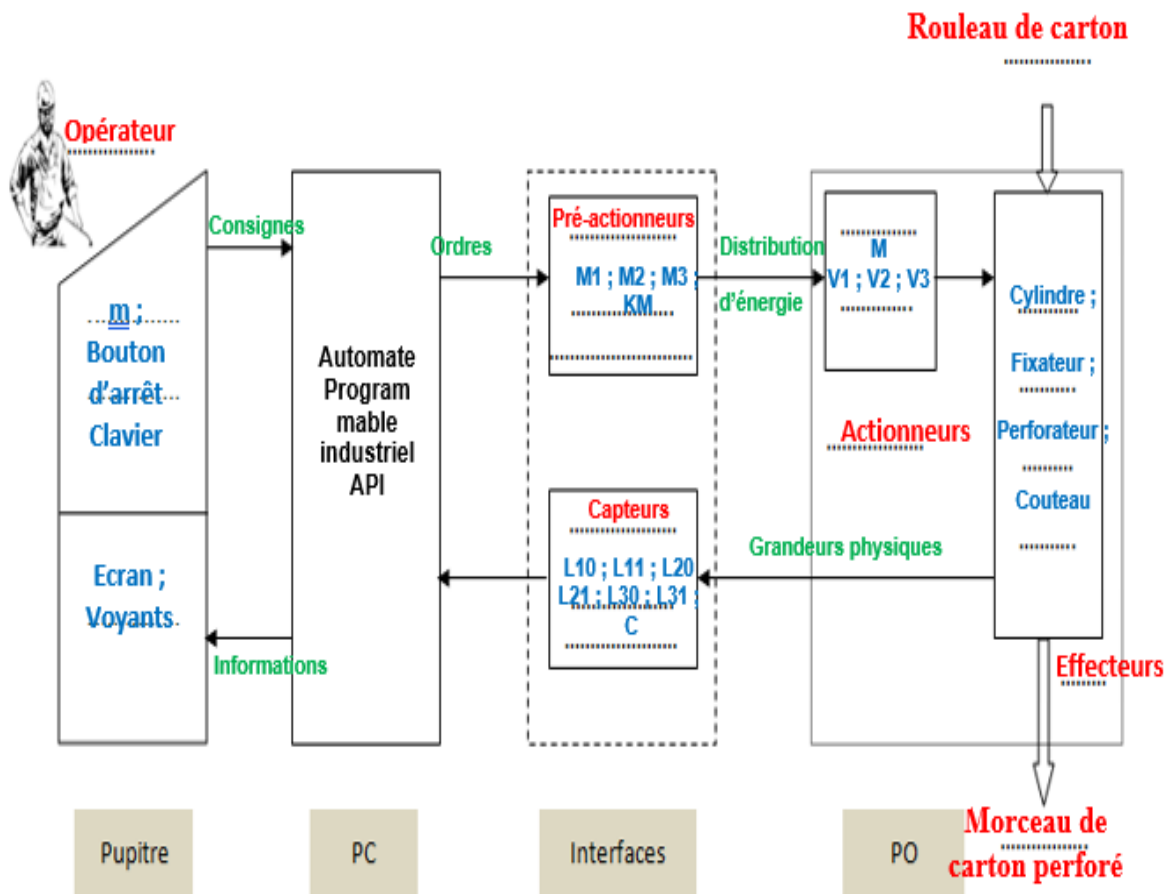 Rouleau de carton
Opérateur
Consignes
m ;
Bouton
d'arrêt
Clavier
Ecran ;
Voyants
Informations
Automate
Program
mable
industriel
API
Ordres
Pré-actionneurs
M1 ; M2 ; M3 ;
KM
Distribution
d'énergie
M
V1 ; V2 ; V3
Actionneurs
Cylindre ;
Fixateur ;
Perforateur ;
Couteau
Capteurs
L10 ; L11 ; L20
L21 ; L30 ; L31 ;
C
Grandeurs physiques
Effecteurs
Pupitre
PC
Interfaces
PO
Morceau de
carton perforé